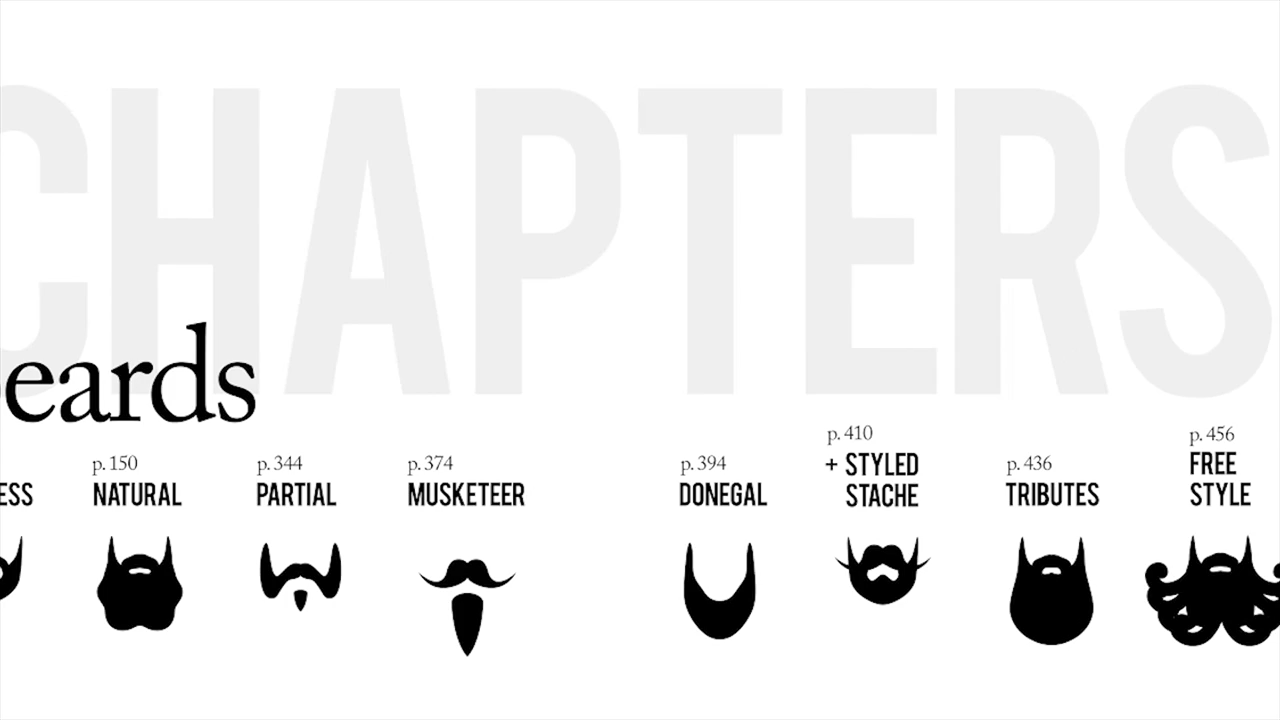 CHAPTERS
eards
p. 150
NATURAL
p. 344
PARTIAL
p. 374
MUSKETEER
p. 394
DONEGAL
p. 410
+ STYLED
STACHE
p. 436
TRIBUTES
p. 456
FREE
STYLE